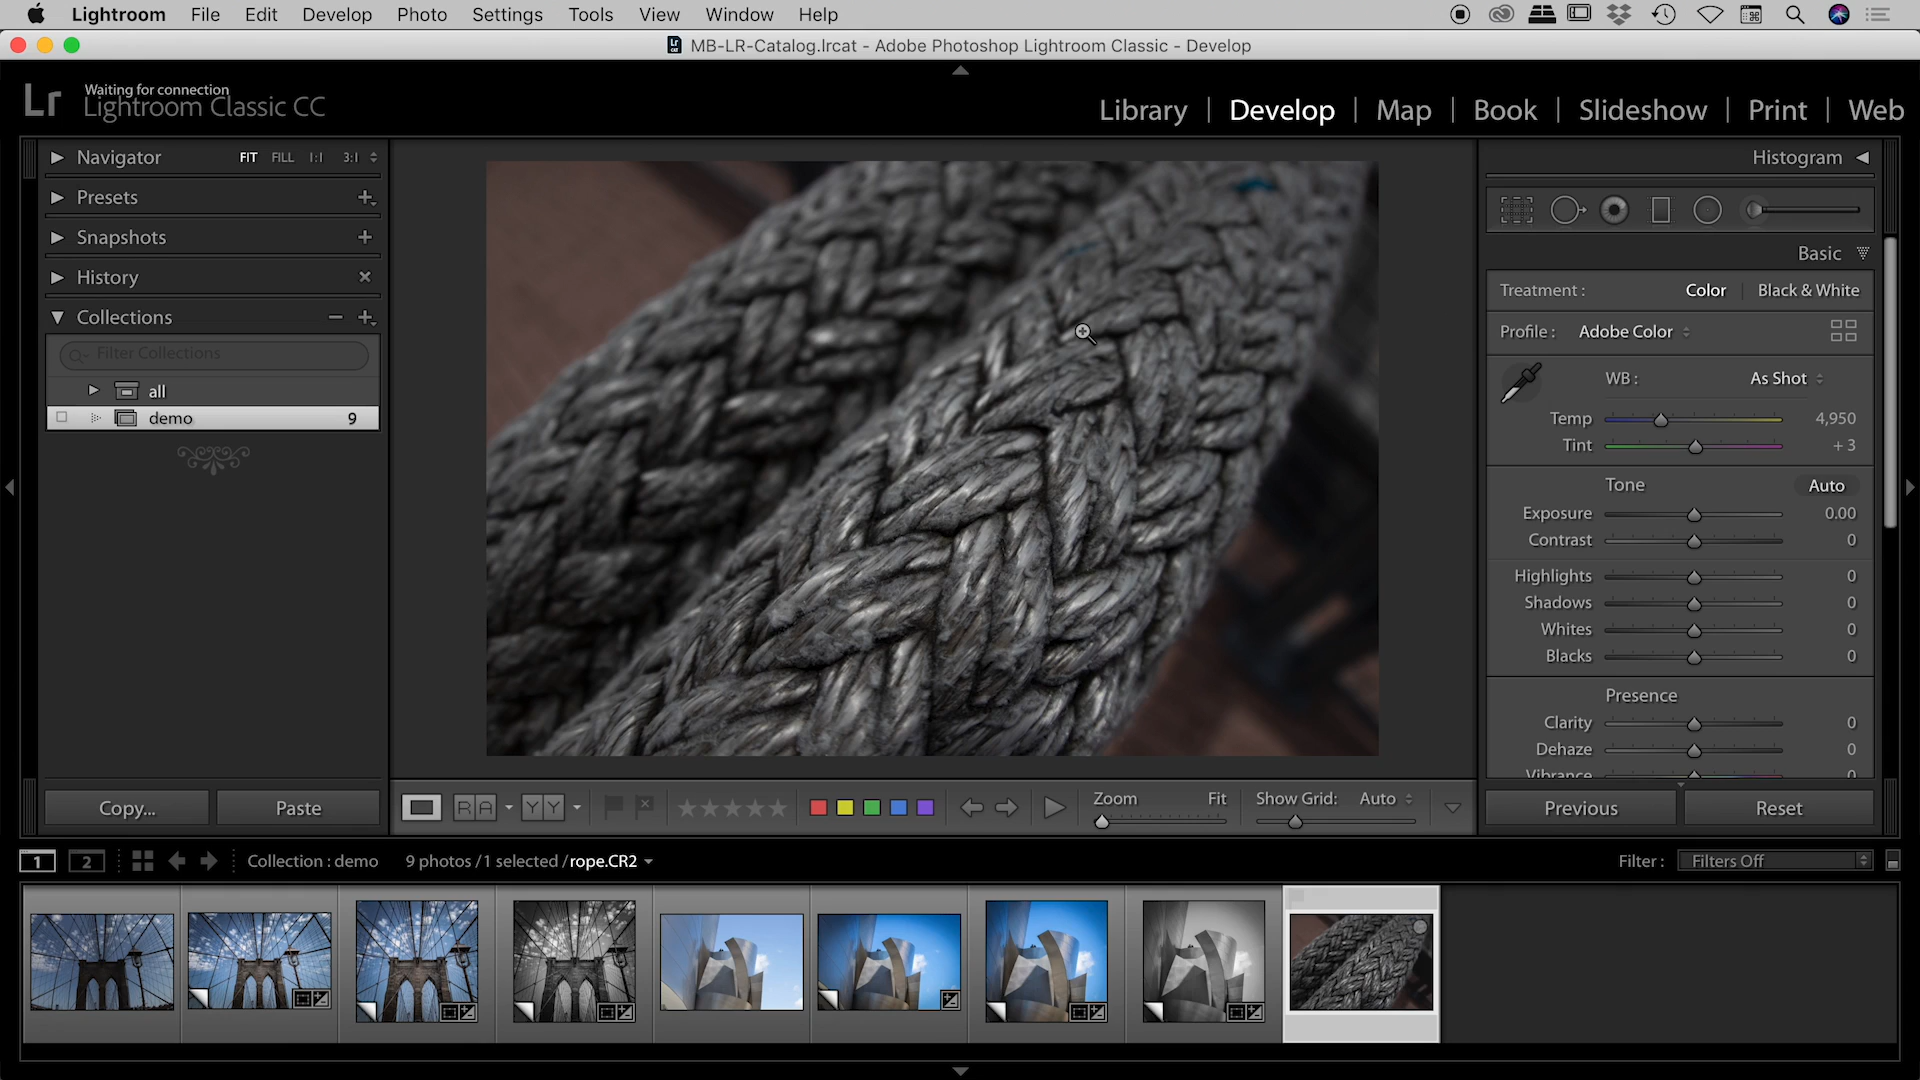 Lightroom File Edit Develop Photo Settings Tools View Window Help
MB-LR-Catalog.lrcat - Adobe Photoshop Lightroom Classic - Develop
Lr
Waiting for connection
Lightroom Classic CC
Library | Develop | Map | Book | Slideshow | Print | Web
Navigator FIT FILL 1:1 3:1
Presets
Snapshots
History
Collections
Filter Collections
all
demo 9
Copy...
Paste
Histogram
Basic
Treatment : Color Black & White
Profile : Adobe Color
WB : As Shot
Temp 4,950
Tint + 3
Tone Auto
Exposure 0.00
Contrast 0
Highlights 0
Shadows 0
Whites 0
Blacks 0
Presence
Clarity 0
Dehaze 0
Vibrance 0
Previous
Reset
R A
Y Y
Zoom Fit
Show Grid: Auto
1 2
Collection : demo
9 photos / 1 selected / rope.CR2
Filter : Filters Off